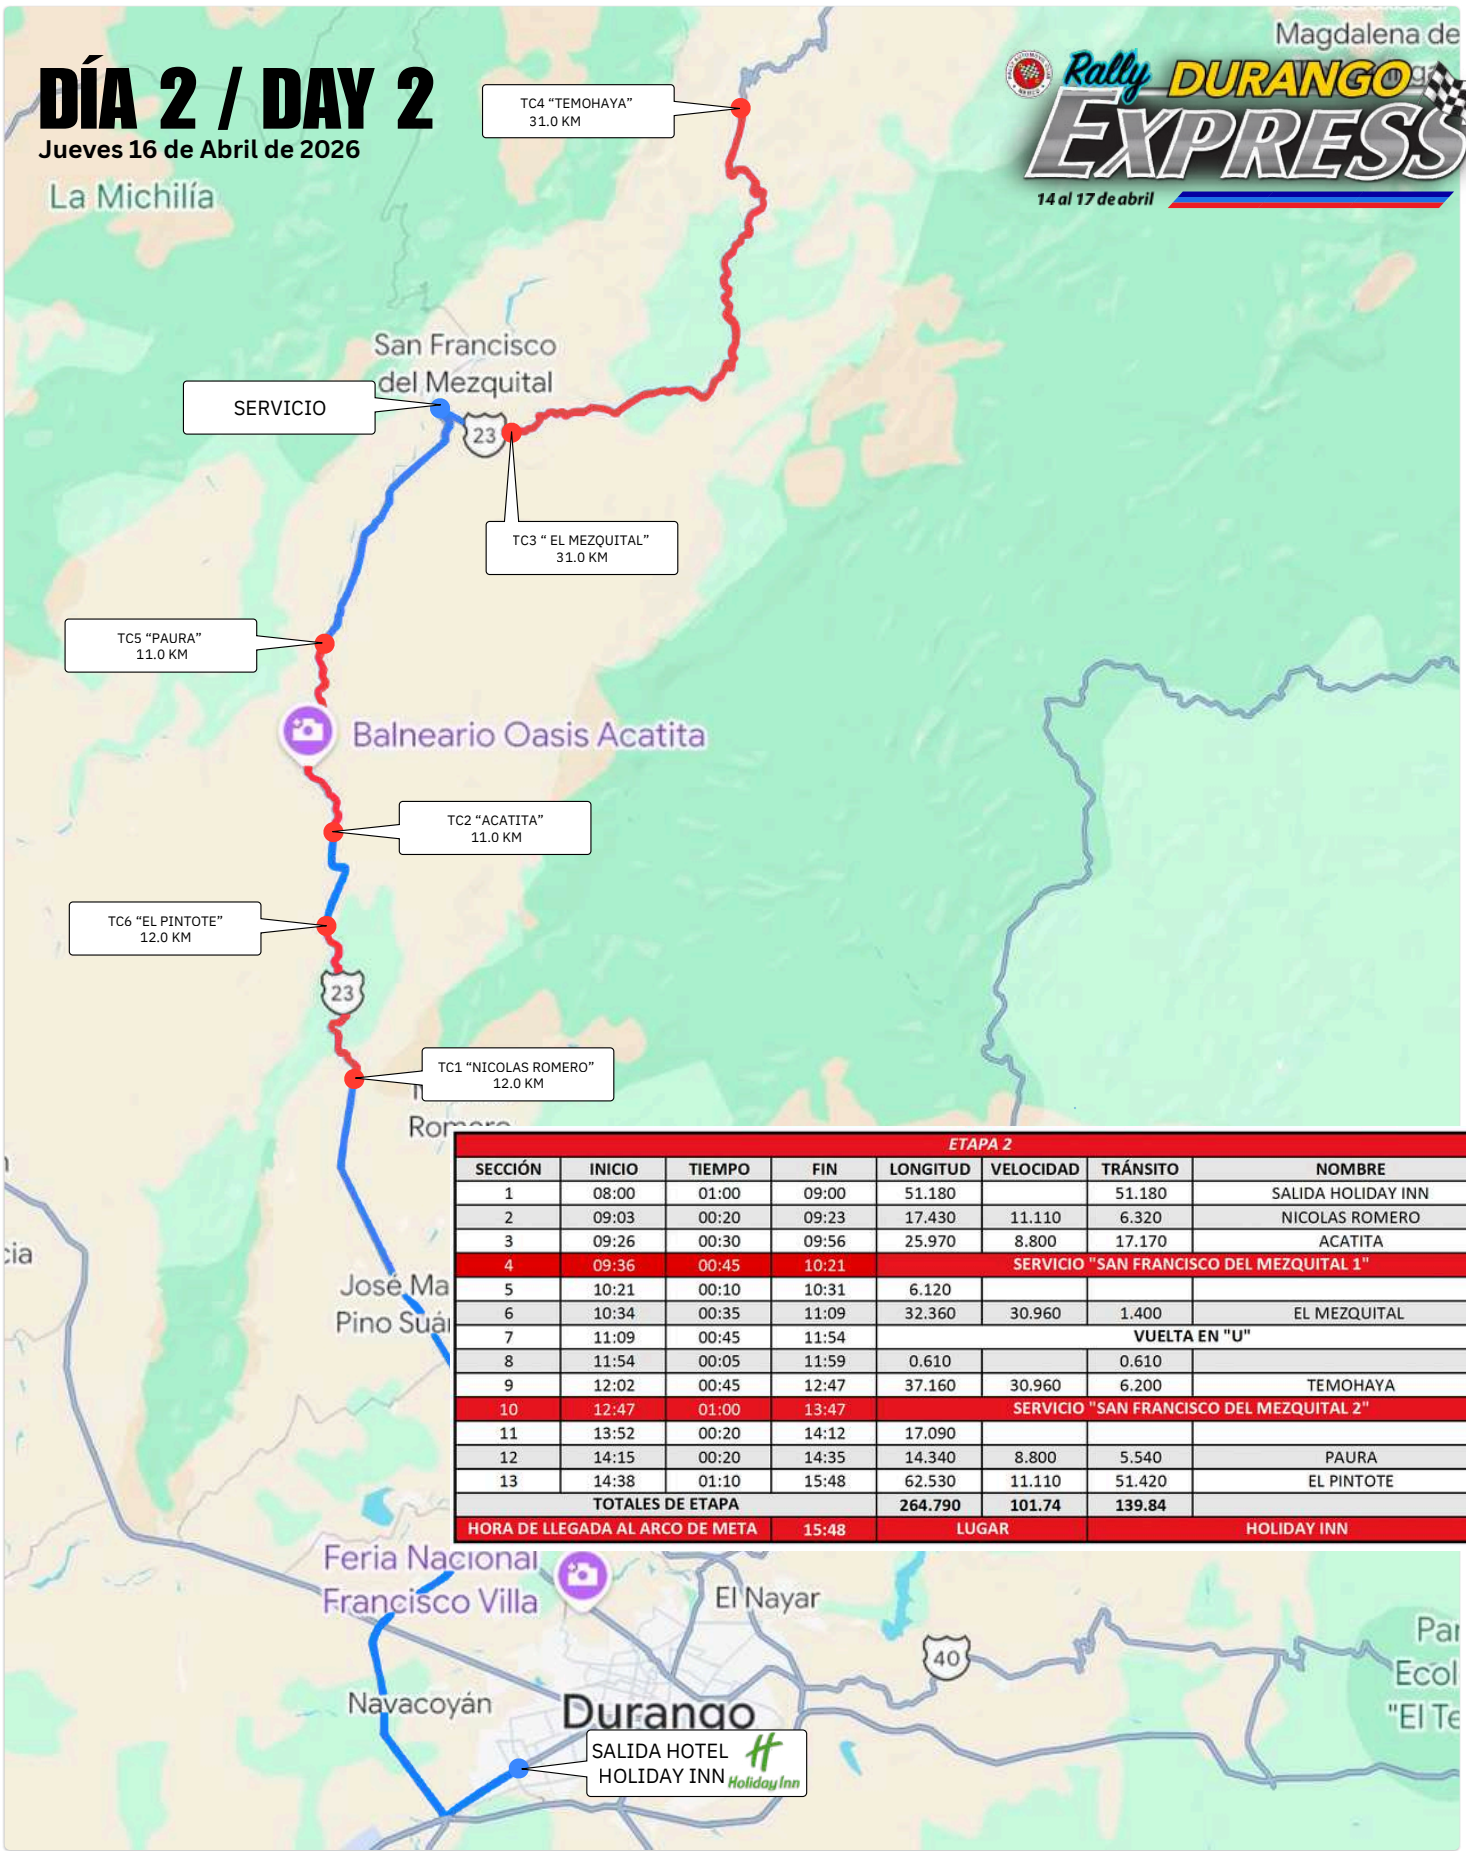 DÍA 2 / DAY 2
Jueves 16 de Abril de 2026
Magdalena de
Rally DURANGO
EXPRESS
14 al 17 de abril
La Michilía
TC4 “TEMOHAYA”
31.0 KM
San Francisco
del Mezquital
SERVICIO
23
TC3 “ EL MEZQUITAL”
31.0 KM
TC5 “PAURA”
11.0 KM
Balneario Oasis Acatita
TC2 “ACATITA”
11.0 KM
TC6 “EL PINTOTE”
12.0 KM
23
TC1 “NICOLAS ROMERO”
12.0 KM
Romero
cia
José Ma
Pino Suár
ETAPA 2
SECCIÓN INICIO TIEMPO FIN LONGITUD VELOCIDAD TRÁNSITO NOMBRE
1 08:00 01:00 09:00 51.180 51.180 SALIDA HOLIDAY INN
2 09:03 00:20 09:23 17.430 11.110 6.320 NICOLAS ROMERO
3 09:26 00:30 09:56 25.970 8.800 17.170 ACATITA
4 09:36 00:45 10:21 SERVICIO "SAN FRANCISCO DEL MEZQUITAL 1"
5 10:21 00:10 10:31 6.120
6 10:34 00:35 11:09 32.360 30.960 1.400 EL MEZQUITAL
7 11:09 00:45 11:54 VUELTA EN "U"
8 11:54 00:05 11:59 0.610 0.610
9 12:02 00:45 12:47 37.160 30.960 6.200 TEMOHAYA
10 12:47 01:00 13:47 SERVICIO "SAN FRANCISCO DEL MEZQUITAL 2"
11 13:52 00:20 14:12 17.090
12 14:15 00:20 14:35 14.340 8.800 5.540 PAURA
13 14:38 01:10 15:48 62.530 11.110 51.420 EL PINTOTE
TOTALES DE ETAPA 264.790 101.74 139.84
HORA DE LLEGADA AL ARCO DE META 15:48 LUGAR HOLIDAY INN
Feria Nacional
Francisco Villa
El Nayar
40
Par
Ecol
"El Te
Navacoyán
Durango
SALIDA HOTEL
HOLIDAY INN
Holiday Inn